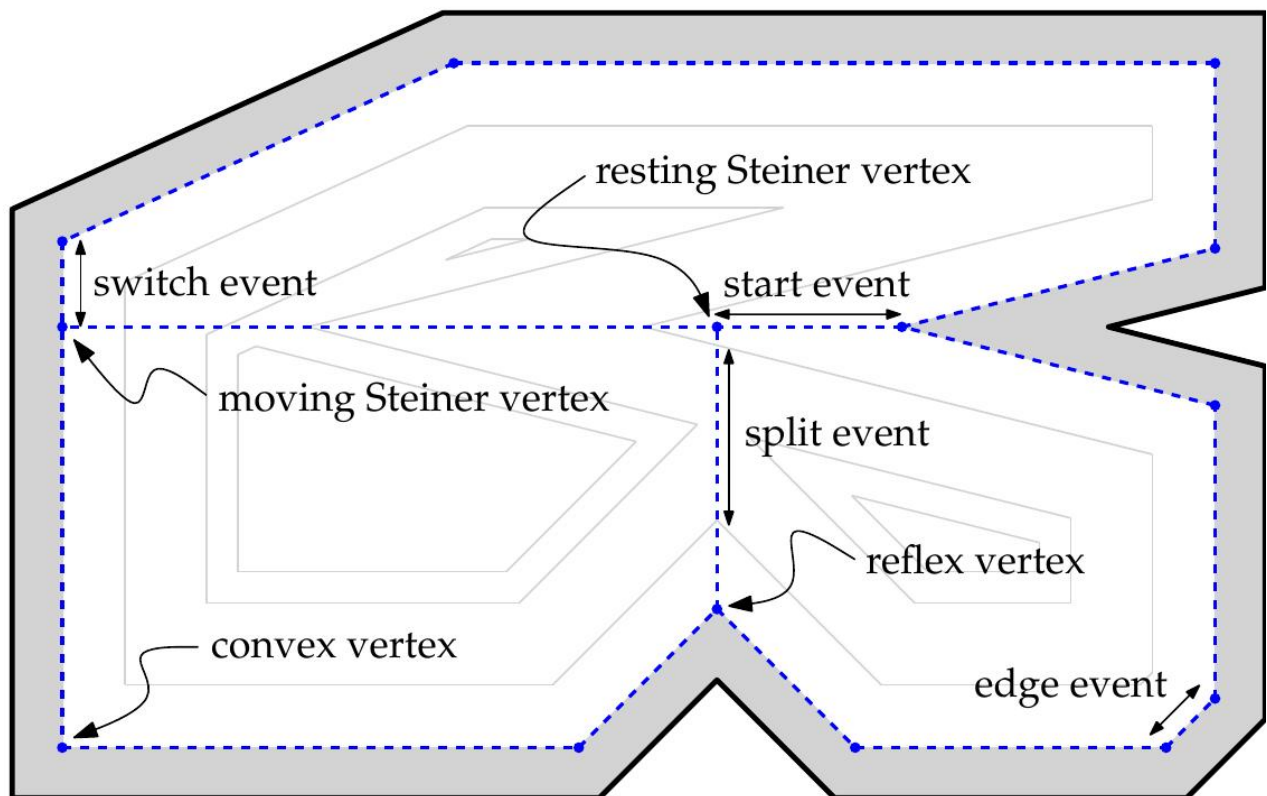 resting Steiner vertex
switch event
start event
moving Steiner vertex
split event
reflex vertex
convex vertex
edge event